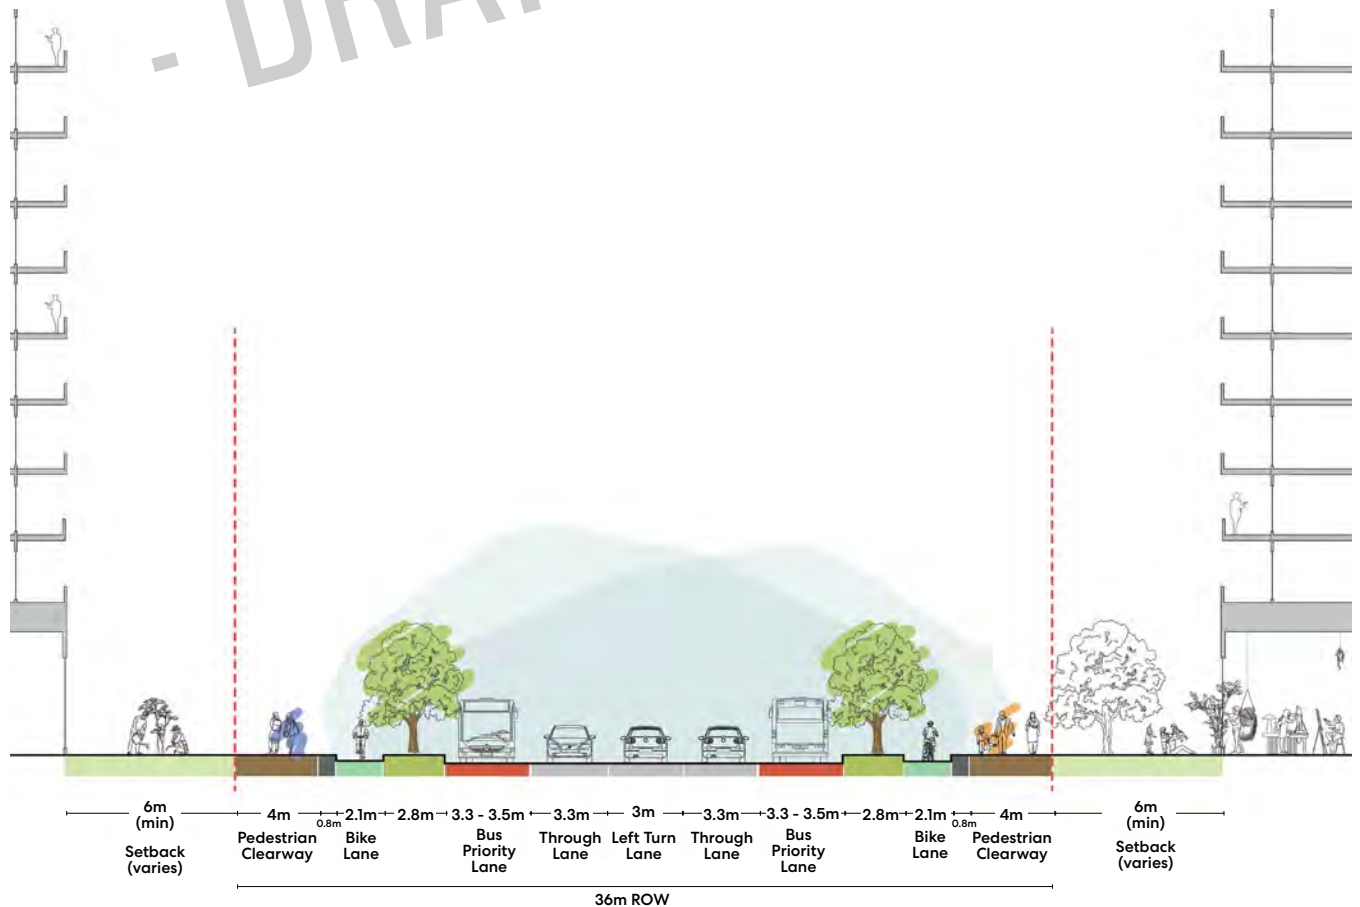 - DRA
6m
(min)
Setback
(varies)
4m
Pedestrian
Clearway
0.8m
2.1m
Bike
Lane
2.8m
3.3 - 3.5m
Bus
Priority
Lane
3.3m
Through
Lane
3m
Left Turn
Lane
3.3m
Through
Lane
3.3 - 3.5m
Bus
Priority
Lane
2.8m
2.1m
Bike
Lane
0.8m
4m
Pedestrian
Clearway
6m
(min)
Setback
(varies)
36m ROW